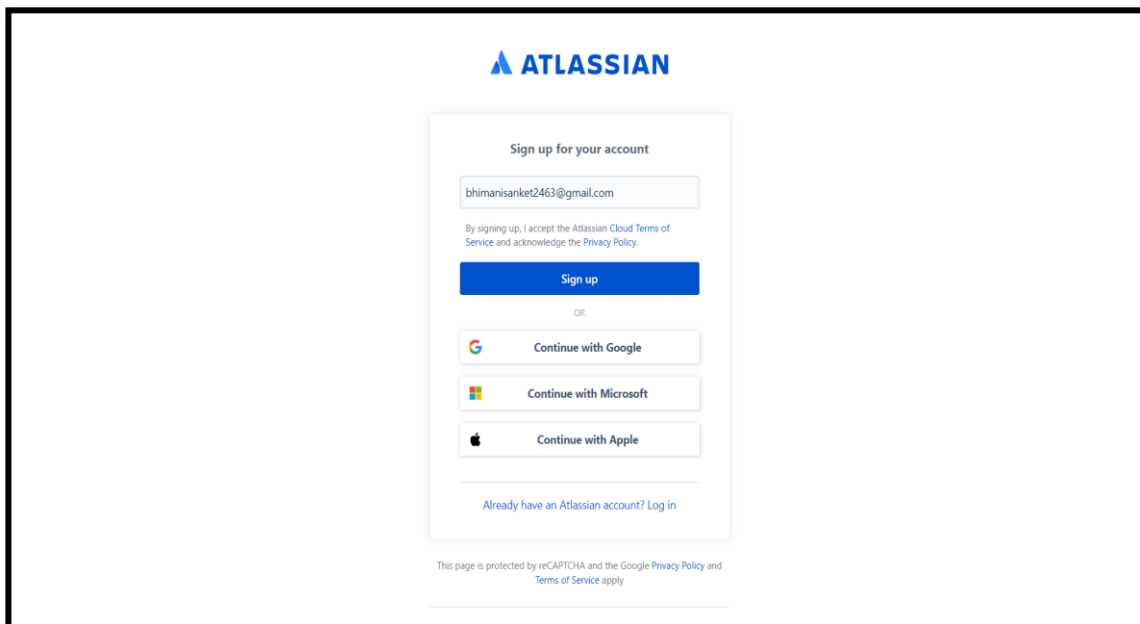 ATLASSIAN
Sign up for your account
bhimanisanket2463@gmail.com
By signing up, I accept the Atlassian Cloud Terms of
Service and acknowledge the Privacy Policy.
Sign up
OR
Continue with Google
Continue with Microsoft
Continue with Apple
Already have an Atlassian account? Log in
This page is protected by reCAPTCHA and the Google Privacy Policy and
Terms of Service apply